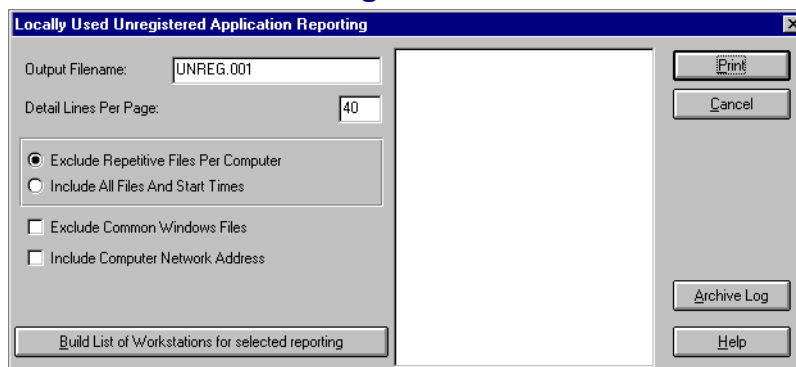 Locally Used Unregistered Application Reporting
Output Filename: UNREG.001
Detail Lines Per Page: 40
Exclude Repetitive Files Per Computer
Include All Files And Start Times
Exclude Common Windows Files
Include Computer Network Address
Build List of Workstations for selected reporting
Print
Cancel
Archive Log
Help